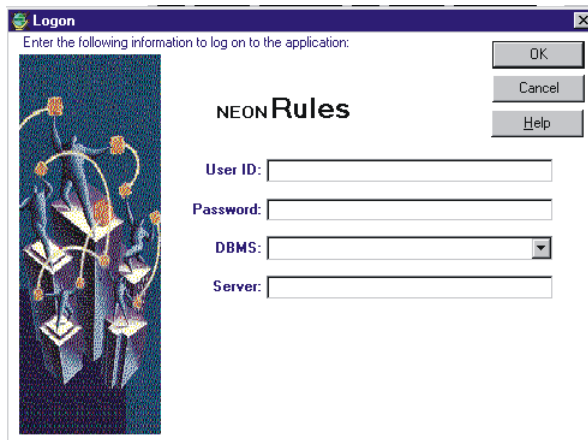 Logon
Enter the following information to log on to the application:
OK
Cancel
Help
NEON Rules
User ID:
Password:
DBMS:
Server: